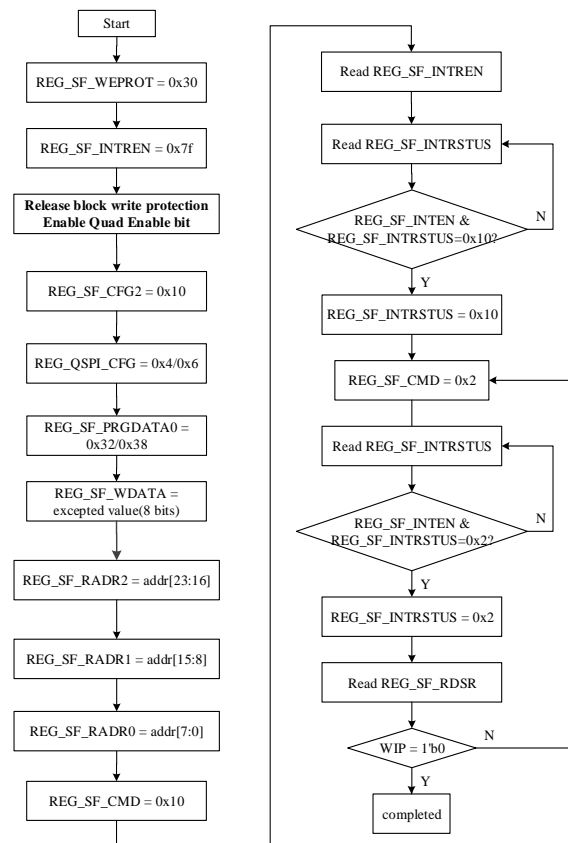 Start
REG_SF_WEPROT = 0x30
REG_SF_INTREN = 0x7f
Release block write protection
Enable Quad Enable bit
REG_SF_CFG2 = 0x10
REG_QSPI_CFG = 0x4/0x6
REG_SF_PRGDATA0 =
0x32/0x38
REG_SF_WDATA =
excepted value(8 bits)
REG_SF_RADR2 = addr[23:16]
REG_SF_RADR1 = addr[15:8]
REG_SF_RADR0 = addr[7:0]
REG_SF_CMD = 0x10
Read REG_SF_INTREN
Read REG_SF_INTRSTUS
REG_SF_INTEN &
REG_SF_INTRSTUS=0x10?
N
Y
REG_SF_INTRSTUS = 0x10
REG_SF_CMD = 0x2
Read REG_SF_INTRSTUS
REG_SF_INTEN &
REG_SF_INTRSTUS=0x2?
N
Y
REG_SF_INTRSTUS = 0x2
Read REG_SF_RDSR
WIP = 1'b0
N
Y
completed